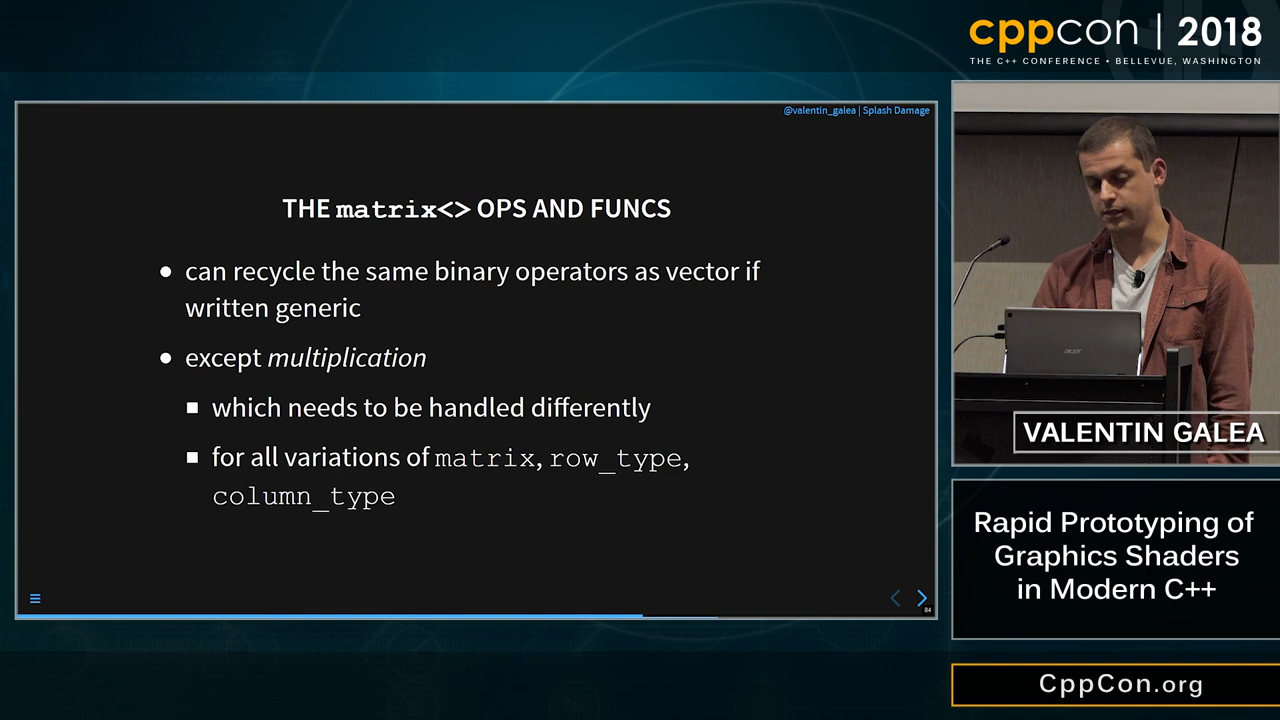 cppcon | 2018
THE C++ CONFERENCE • BELLEVUE, WASHINGTON
@valentin_galea | Splash Damage
THE matrix<> OPS AND FUNCS
can recycle the same binary operators as vector if
written generic
except multiplication
which needs to be handled differently
for all variations of matrix, row_type,
column_type
84
acer
VALENTIN GALEA
Rapid Prototyping of
Graphics Shaders
in Modern C++
CppCon.org